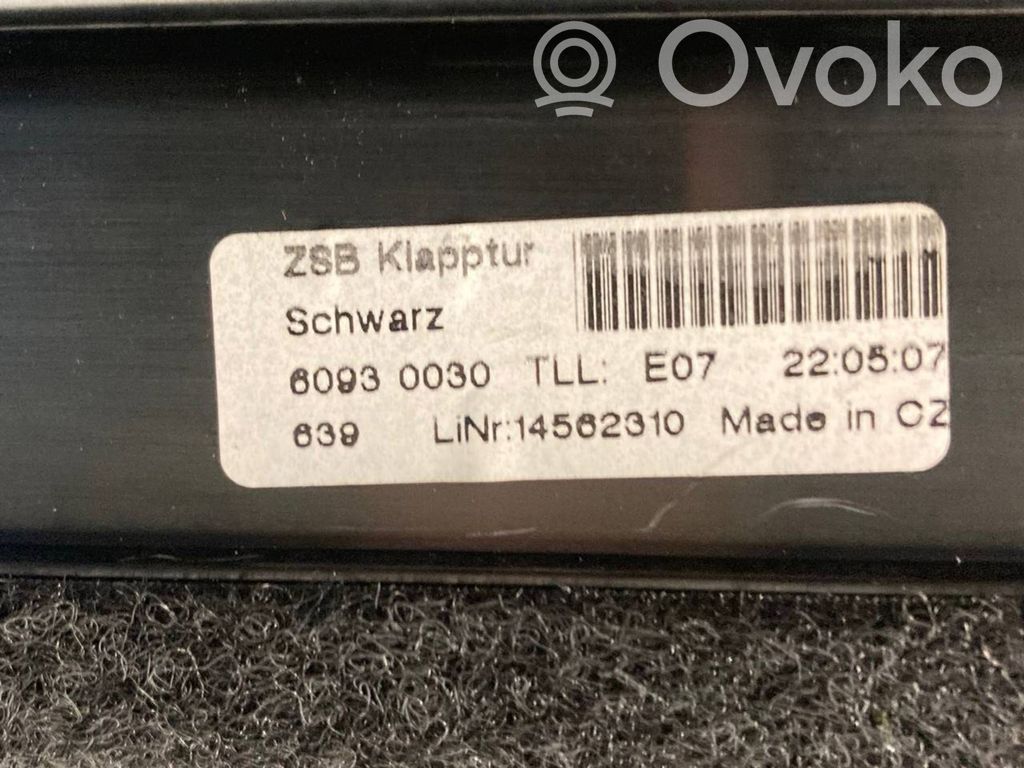 Ovoko
ZSB Klapptur
Schwarz
6093 0030 TLL: E07 22:05:07
639 LiNr:14562310 Made in CZ